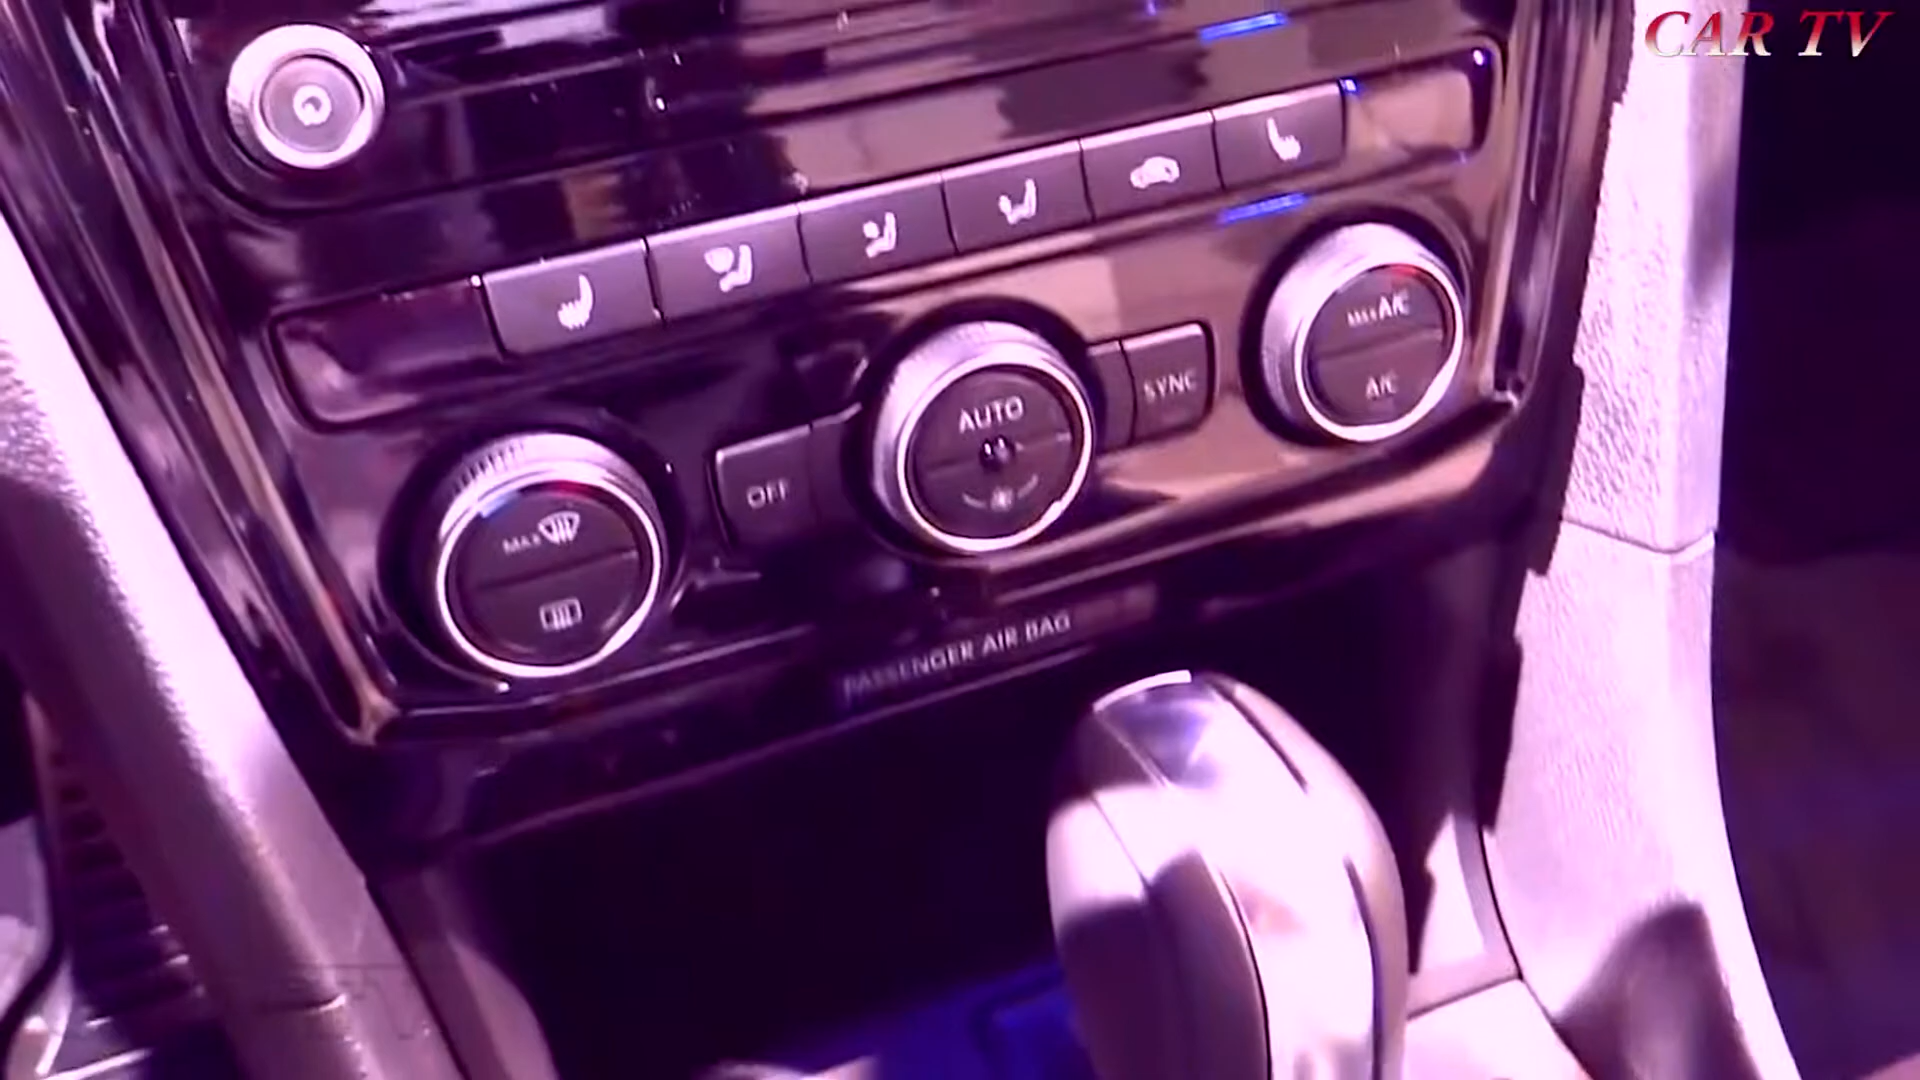 CAR TV
MAX A/C
A/C
SYNC
AUTO
OFF
MAX
PASSENGER AIR BAG